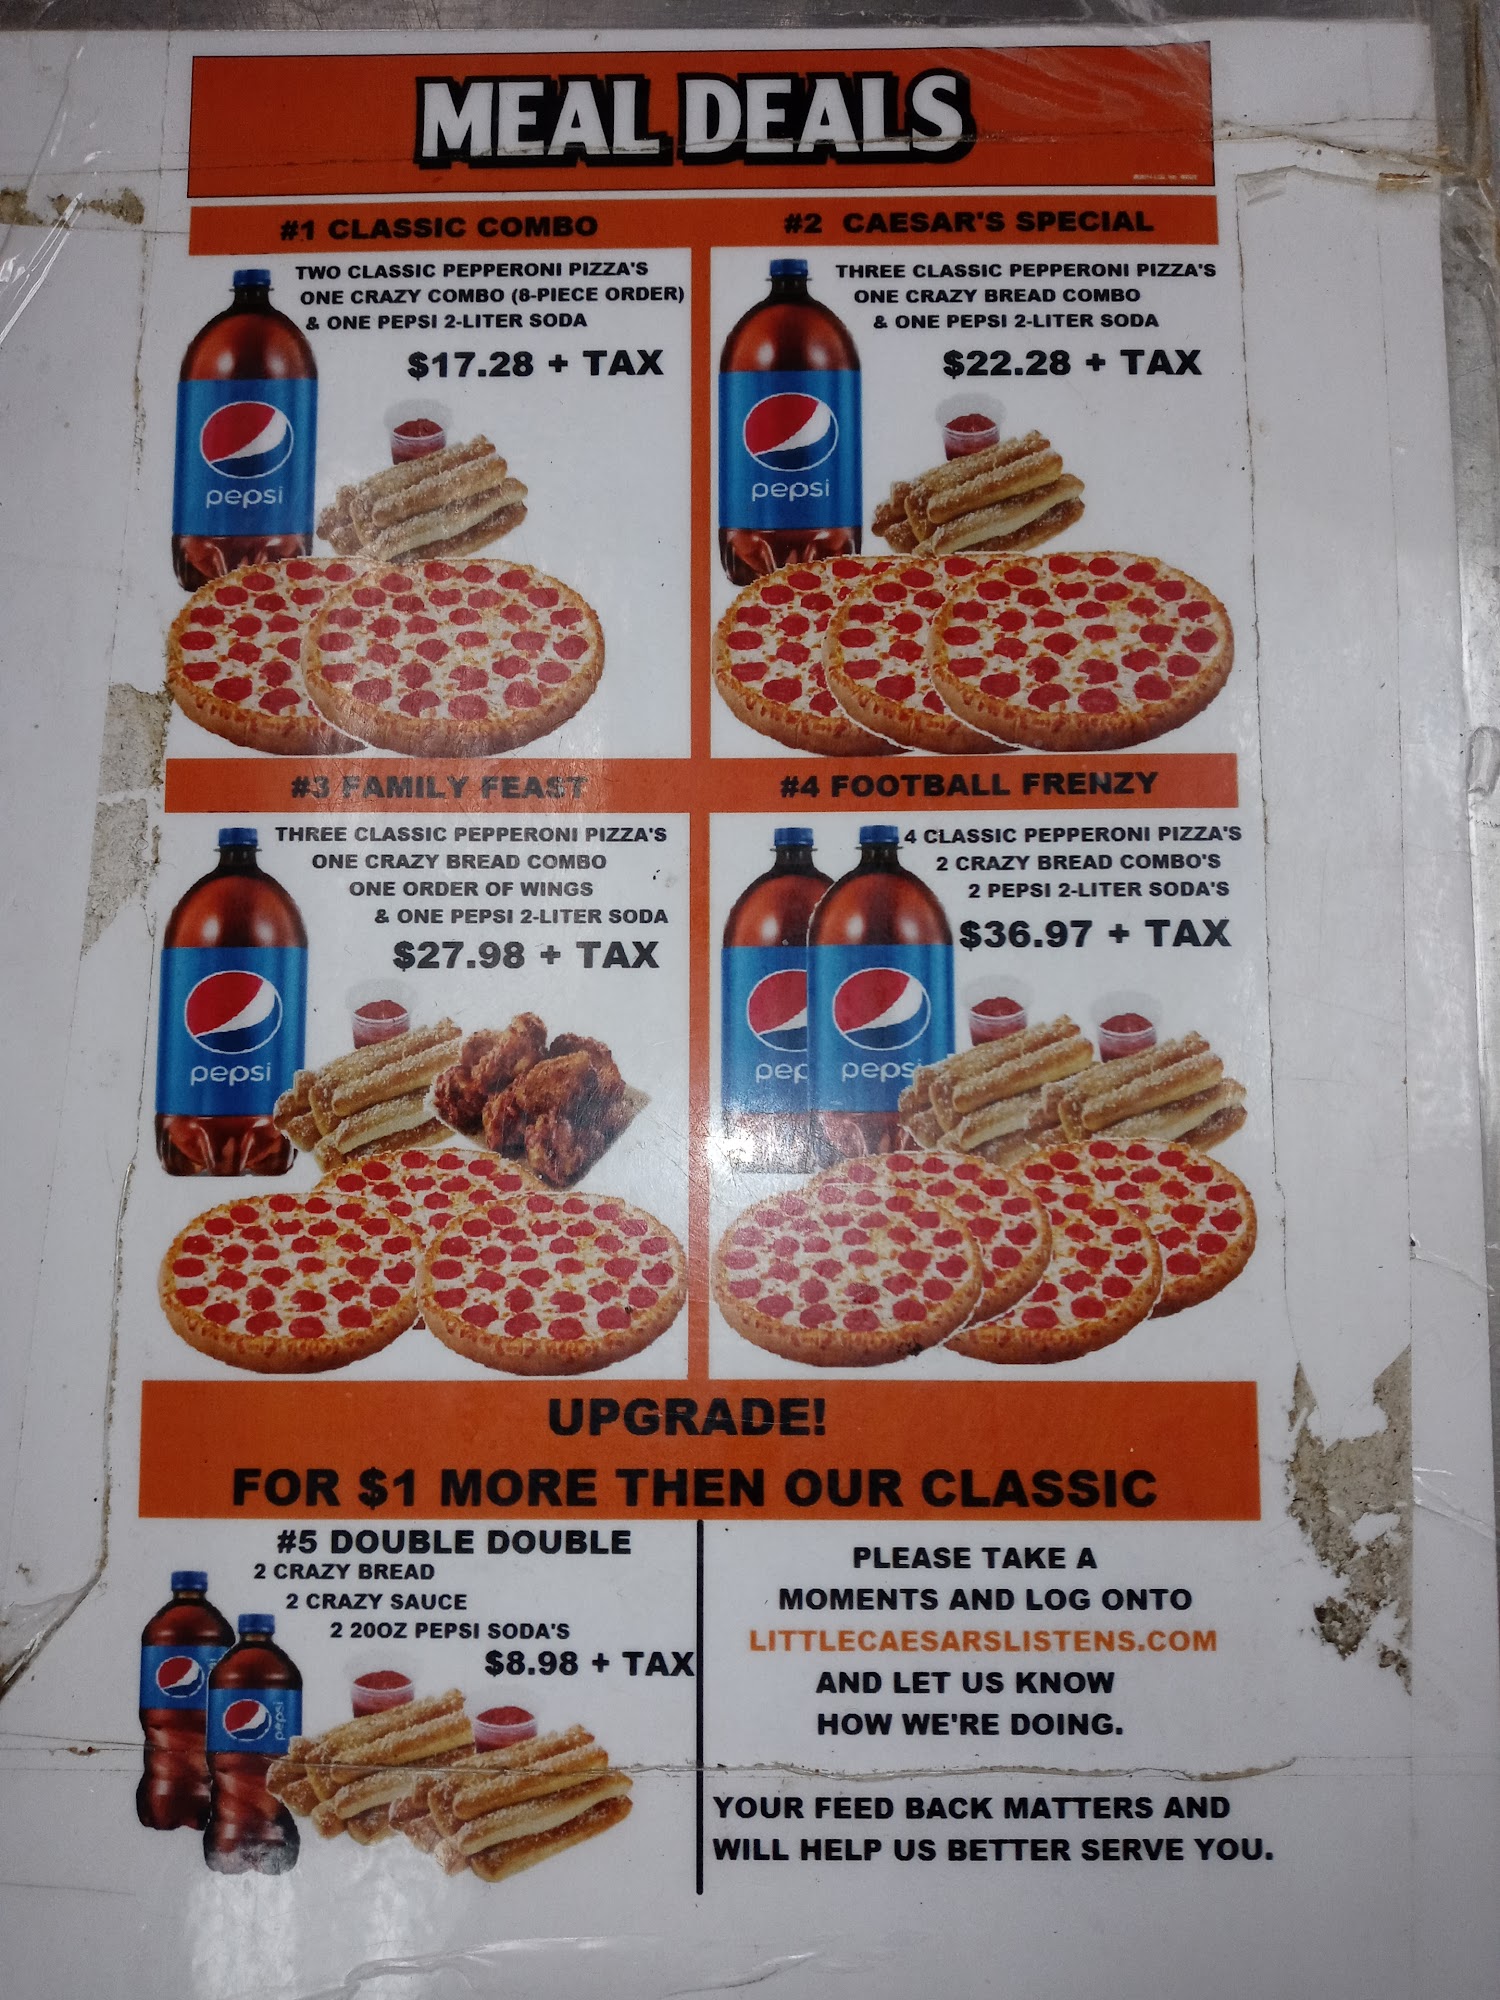 MEAL DEALS
#1 CLASSIC COMBO
TWO CLASSIC PEPPERONI PIZZA'S
ONE CRAZY COMBO (8-PIECE ORDER)
& ONE PEPSI 2-LITER SODA
$17.28 + TAX
pepsi
#2 CAESAR'S SPECIAL
THREE CLASSIC PEPPERONI PIZZA'S
ONE CRAZY BREAD COMBO
& ONE PEPSI 2-LITER SODA
$22.28 + TAX
pepsi
#3 FAMILY FEAST
THREE CLASSIC PEPPERONI PIZZA'S
ONE CRAZY BREAD COMBO
ONE ORDER OF WINGS
& ONE PEPSI 2-LITER SODA
$27.98 + TAX
pepsi
#4 FOOTBALL FRENZY
4 CLASSIC PEPPERONI PIZZA'S
2 CRAZY BREAD COMBO'S
2 PEPSI 2-LITER SODA'S
$36.97 + TAX
pep pepsi
UPGRADE!
FOR $1 MORE THEN OUR CLASSIC
#5 DOUBLE DOUBLE
2 CRAZY BREAD
2 CRAZY SAUCE
2 20OZ PEPSI SODA'S
$8.98 + TAX
pepsi
PLEASE TAKE A
MOMENTS AND LOG ONTO
LITTLECAESARSLISTENS.COM
AND LET US KNOW
HOW WE'RE DOING.
YOUR FEED BACK MATTERS AND
WILL HELP US BETTER SERVE YOU.